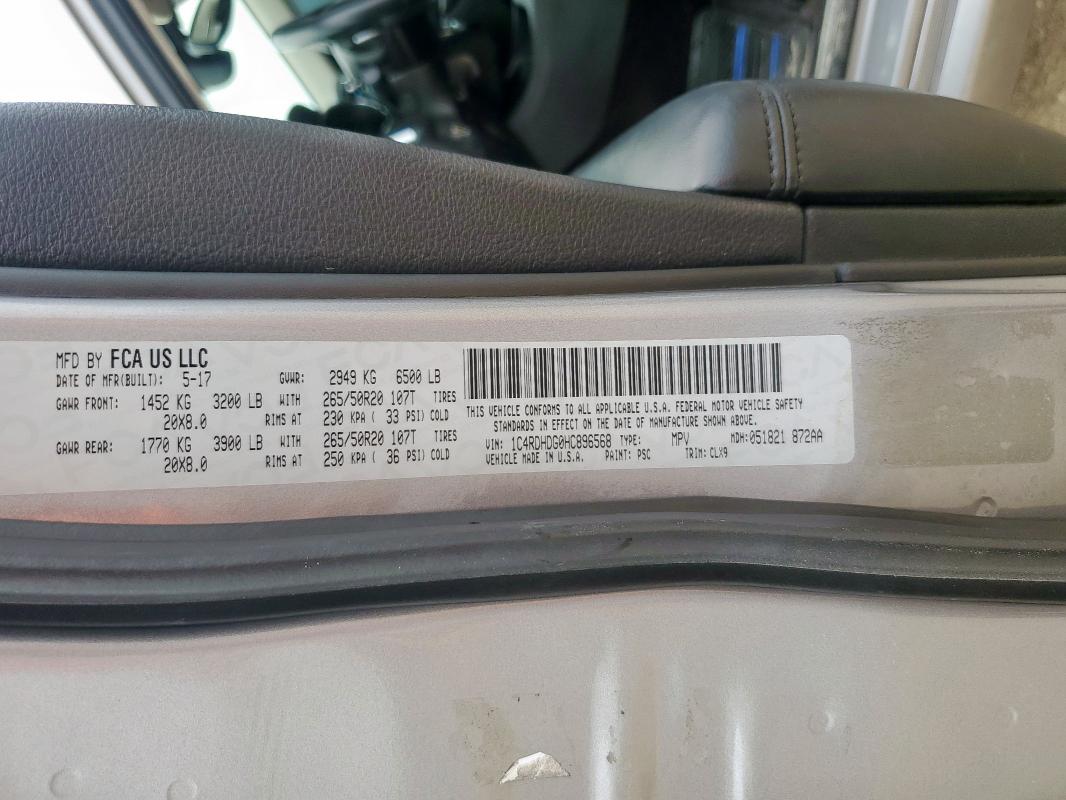 MFD BY FCA US LLC
DATE OF MFR(BUILT): 5-17 GVWR: 2949 KG 6500 LB
GAWR FRONT: 1452 KG 3200 LB WITH 265/50R20 107T TIRES
20X8.0 RIMS AT 230 KPA ( 33 PSI) COLD
GAWR REAR: 1770 KG 3900 LB WITH 265/50R20 107T TIRES
20X8.0 RIMS AT 250 KPA ( 36 PSI) COLD
THIS VEHICLE CONFORMS TO ALL APPLICABLE U.S.A. FEDERAL MOTOR VEHICLE SAFETY
STANDARDS IN EFFECT ON THE DATE OF MANUFACTURE SHOWN ABOVE.
VIN: 1C4RDHDG0HC896568 TYPE: MPV MDH: 051821 872AA
VEHICLE MADE IN U.S.A. PAINT: PSC TRIM: CLX9